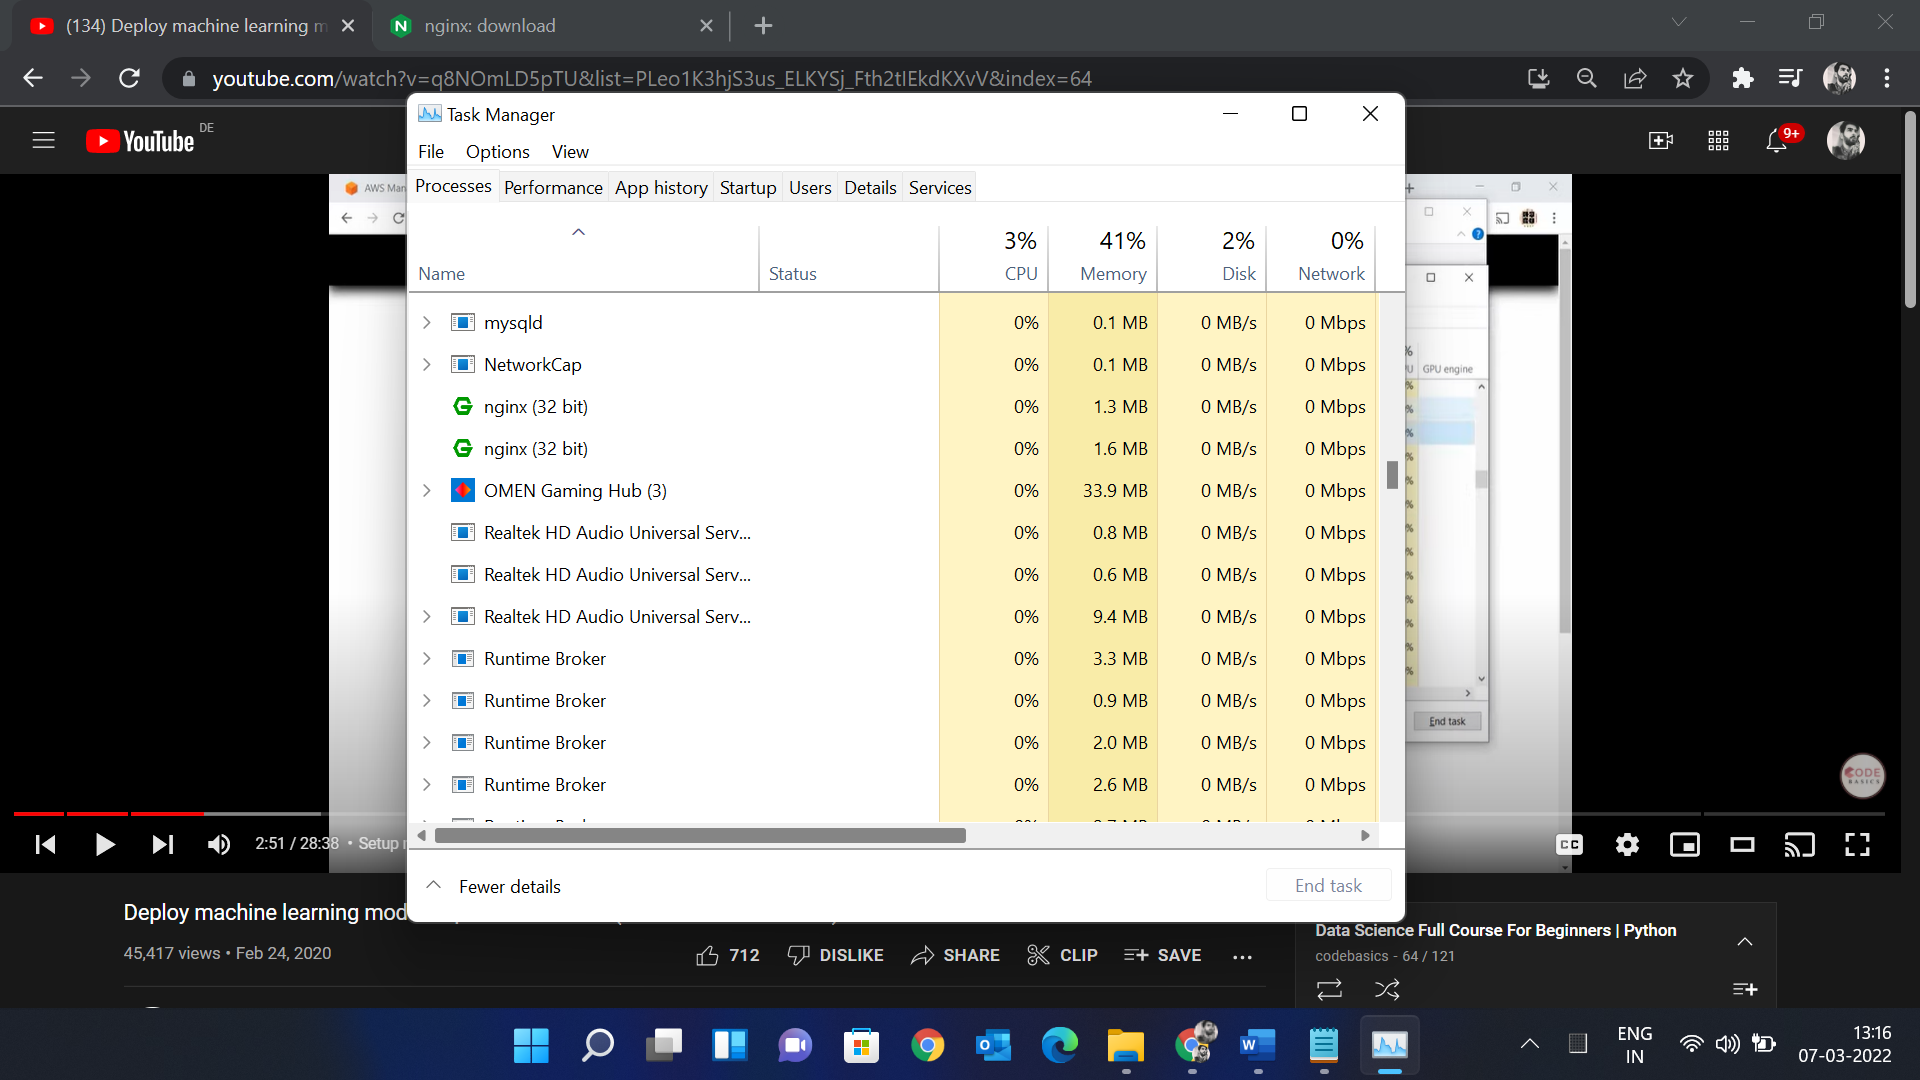 (134) Deploy machine learning m
nginx: download
youtube.com/watch?v=q8NOmLD5pTU&list=PLeo1K3hjS3us_ELKYSj_Fth2tIEkdKXvV&index=64
YouTube DE
9+
AWS Man
Task Manager
File Options View
Processes Performance App history Startup Users Details Services
3% 41% 2% 0%
Name Status CPU Memory Disk Network
mysqld 0% 0.1 MB 0 MB/s 0 Mbps
NetworkCap 0% 0.1 MB 0 MB/s 0 Mbps
nginx (32 bit) 0% 1.3 MB 0 MB/s 0 Mbps
nginx (32 bit) 0% 1.6 MB 0 MB/s 0 Mbps
OMEN Gaming Hub (3) 0% 33.9 MB 0 MB/s 0 Mbps
Realtek HD Audio Universal Serv... 0% 0.8 MB 0 MB/s 0 Mbps
Realtek HD Audio Universal Serv... 0% 0.6 MB 0 MB/s 0 Mbps
Realtek HD Audio Universal Serv... 0% 9.4 MB 0 MB/s 0 Mbps
Runtime Broker 0% 3.3 MB 0 MB/s 0 Mbps
Runtime Broker 0% 0.9 MB 0 MB/s 0 Mbps
Runtime Broker 0% 2.0 MB 0 MB/s 0 Mbps
Runtime Broker 0% 2.6 MB 0 MB/s 0 Mbps
Fewer details
End task
GPU engine
End task
CODE
BASICS
2:51 / 28:38 • Setup
CC
Deploy machine learning mod
45,417 views • Feb 24, 2020
712 DISLIKE SHARE CLIP SAVE ...
Data Science Full Course For Beginners | Python
codebasics - 64 / 121
ENG
IN
13:16
07-03-2022